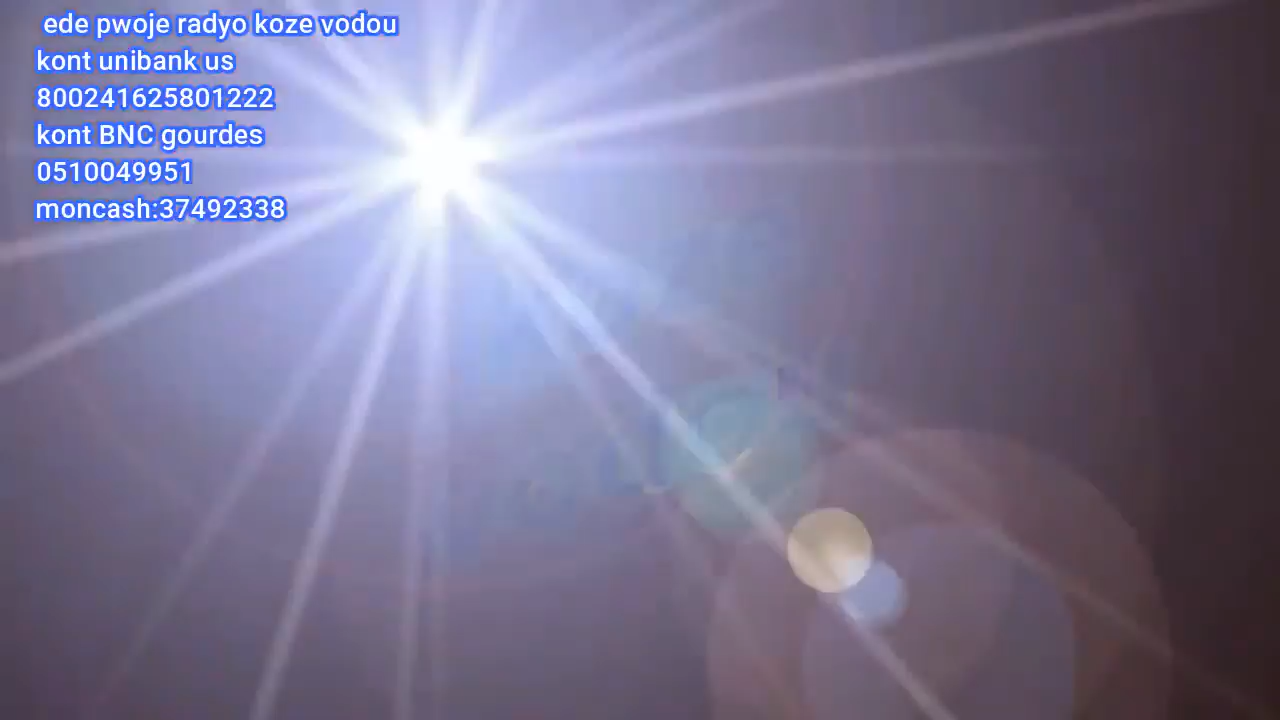 ede pwoje radyo koze vodou
kont unibank us
800241625801222
kont BNC gourdes
0510049951
moncash:37492338